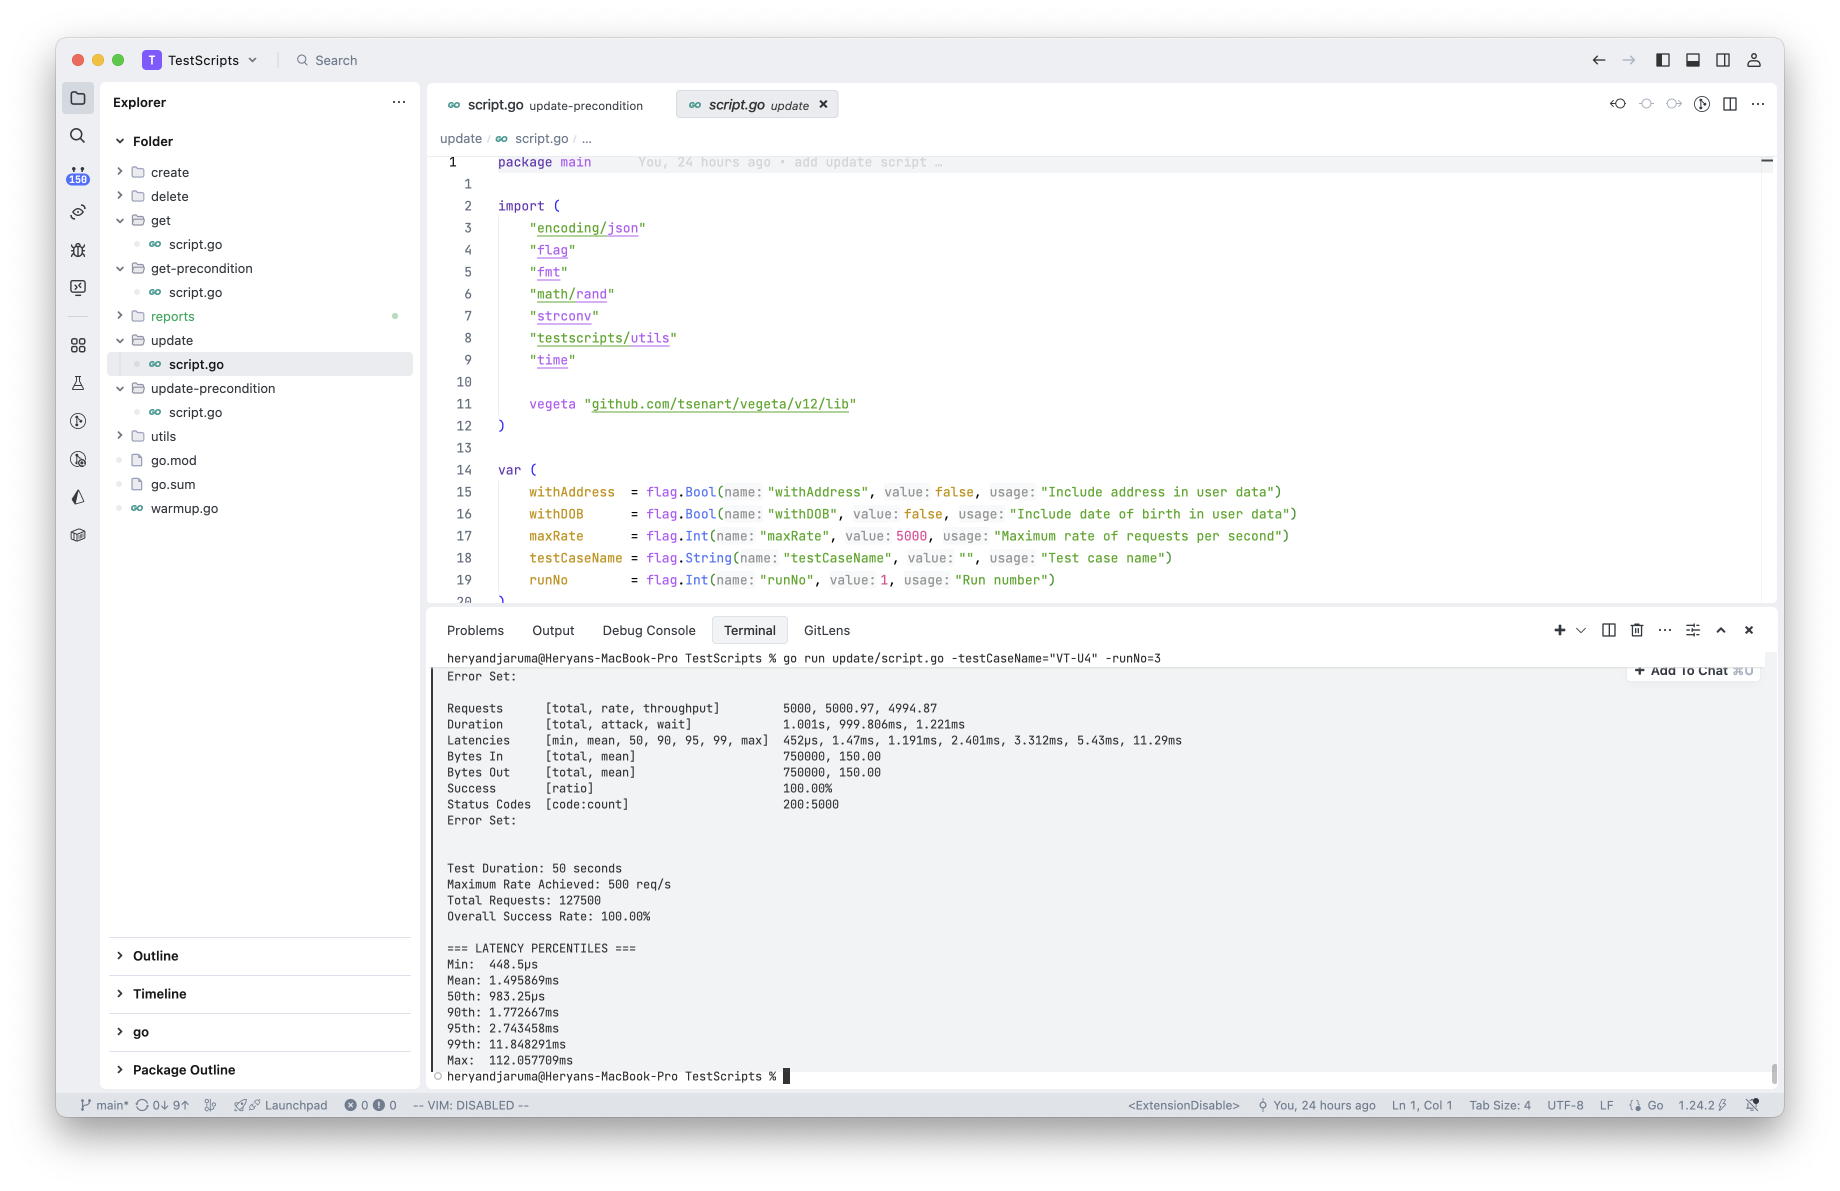 T TestScripts
Search
Explorer
Folder
create
delete
get
script.go
get-precondition
script.go
reports
update
script.go
update-precondition
script.go
utils
go.mod
go.sum
warmup.go
Outline
Timeline
go
Package Outline
150
script.go update-precondition
script.go update
update / script.go / ...
1 package main You, 24 hours ago • add update script …
1
2 import (
3 "encoding/json"
4 "flag"
5 "fmt"
6 "math/rand"
7 "strconv"
8 "testscripts/utils"
9 "time"
10
11 vegeta "github.com/tsenart/vegeta/v12/lib"
12 )
13
14 var (
15 withAddress = flag.Bool(name: "withAddress", value: false, usage: "Include address in user data")
16 withDOB = flag.Bool(name: "withDOB", value: false, usage: "Include date of birth in user data")
17 maxRate = flag.Int(name: "maxRate", value: 5000, usage: "Maximum rate of requests per second")
18 testCaseName = flag.String(name: "testCaseName", value: "", usage: "Test case name")
19 runNo = flag.Int(name: "runNo", value: 1, usage: "Run number")
20 )
Problems Output Debug Console Terminal GitLens
heryandjaruma@Heryans-MacBook-Pro TestScripts % go run update/script.go -testCaseName="VT-U4" -runNo=3
Add To Chat ⌘U
Error Set:
Requests [total, rate, throughput] 5000, 5000.97, 4994.87
Duration [total, attack, wait] 1.001s, 999.806ms, 1.221ms
Latencies [min, mean, 50, 90, 95, 99, max] 452µs, 1.47ms, 1.191ms, 2.401ms, 3.312ms, 5.43ms, 11.29ms
Bytes In [total, mean] 750000, 150.00
Bytes Out [total, mean] 750000, 150.00
Success [ratio] 100.00%
Status Codes [code:count] 200:5000
Error Set:
Test Duration: 50 seconds
Maximum Rate Achieved: 500 req/s
Total Requests: 127500
Overall Success Rate: 100.00%
=== LATENCY PERCENTILES ===
Min: 448.5µs
Mean: 1.495869ms
50th: 983.25µs
90th: 1.772667ms
95th: 2.743458ms
99th: 11.848291ms
Max: 112.057709ms
heryandjaruma@Heryans-MacBook-Pro TestScripts %
main* 0↓ 9↑ Launchpad 0 0 -- VIM: DISABLED -- <ExtensionDisable> You, 24 hours ago Ln 1, Col 1 Tab Size: 4 UTF-8 LF Go 1.24.2